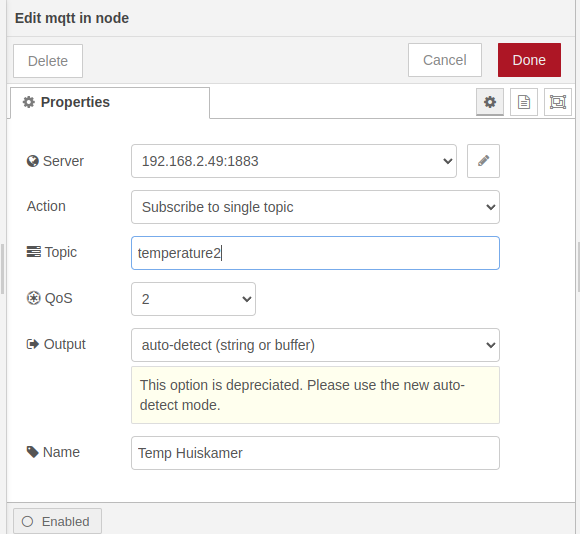 Edit mqtt in node
Delete
Cancel
Done
Properties
Server
192.168.2.49:1883
Action
Subscribe to single topic
Topic
temperature2
QoS
2
Output
auto-detect (string or buffer)
This option is depreciated. Please use the new auto-
detect mode.
Name
Temp Huiskamer
Enabled